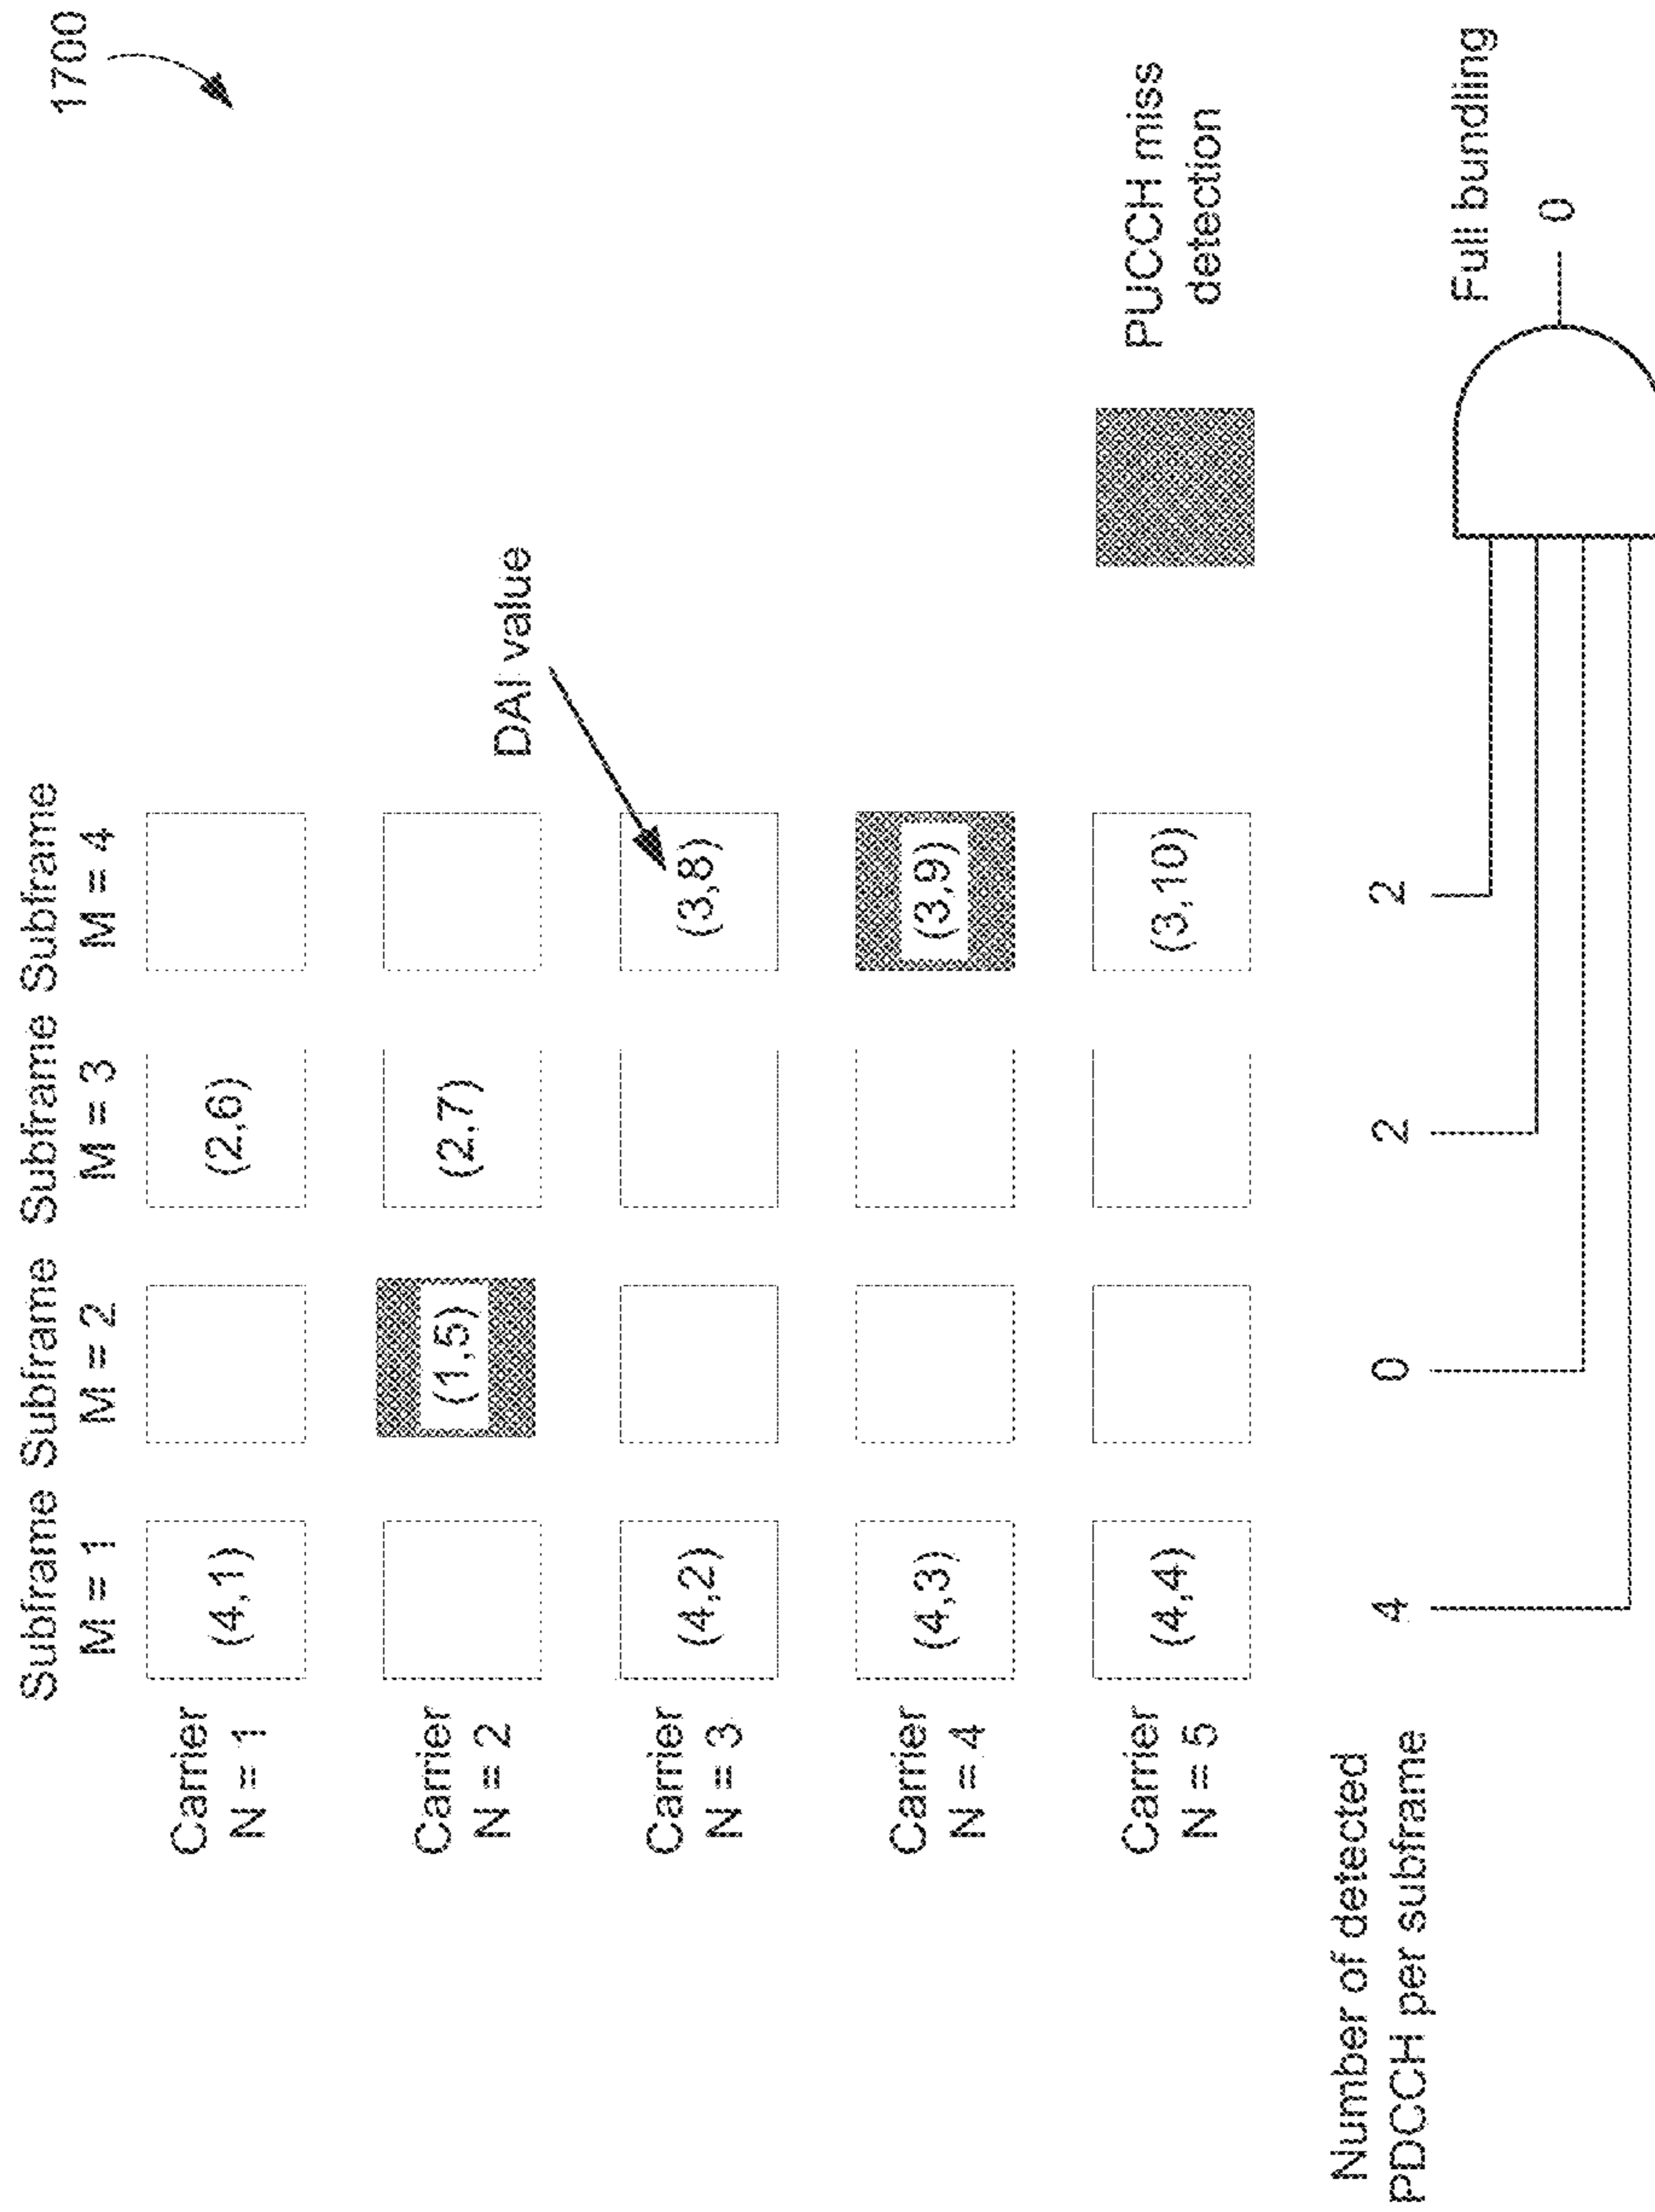 1700
Subframe Subframe Subframe Subframe
M = 1 M = 2 M = 3 M = 4
Carrier
N = 1
(4,1)
(2,6)
Carrier
N = 2
(1,5)
(2,7)
DAI value
Carrier
N = 3
(4,2)
(3,8)
Carrier
N = 4
(4,3)
(3,9)
Carrier
N = 5
(4,4)
(3,10)
PUCCH miss
detection
Number of detected
PDCCH per subframe
4 0 2 2
Full bundling
0